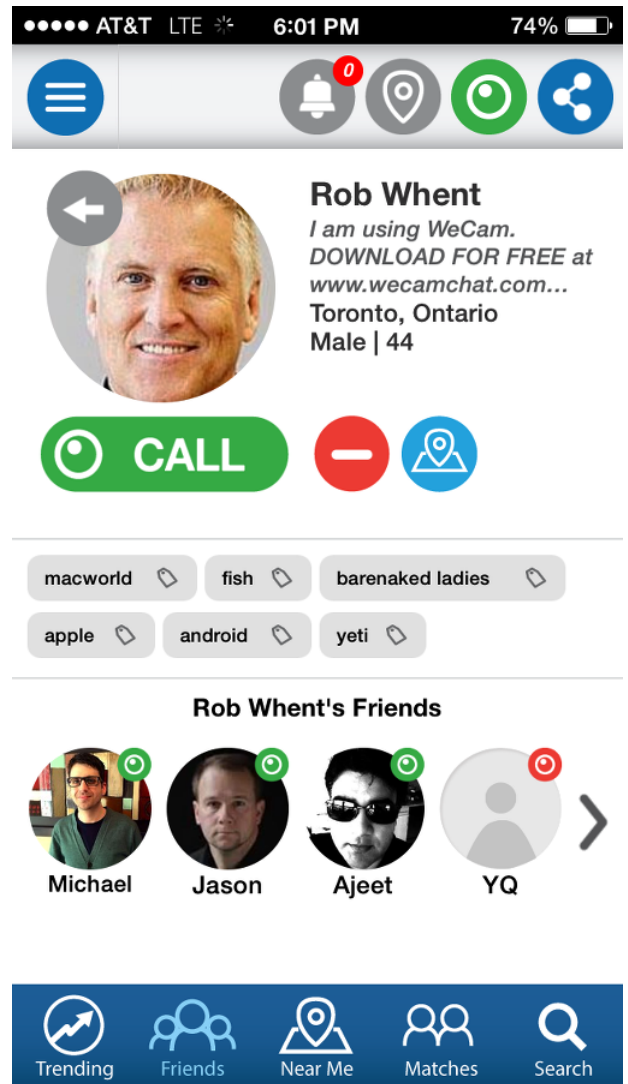 AT&T LTE 6:01 PM 74%
0
Rob Whent
I am using WeCam.
DOWNLOAD FOR FREE at
www.wecamchat.com...
Toronto, Ontario
Male | 44
CALL
macworld fish barenaked ladies
apple android yeti
Rob Whent's Friends
Michael Jason Ajeet YQ
Trending Friends Near Me Matches Search